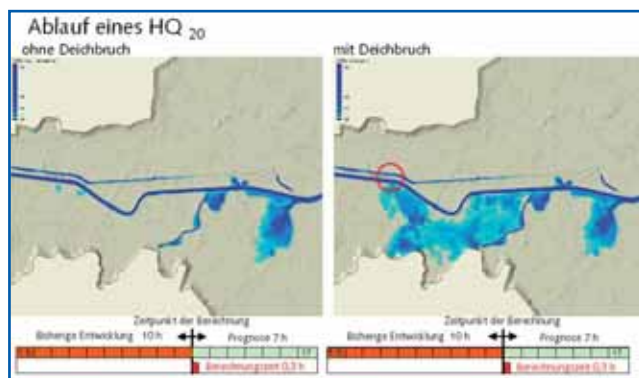 Ablauf eines HQ 20
ohne Deichbruch
mit Deichbruch
Zeitpunkt der Berechnung
Bisherige Entwicklung 10 h
Prognose 7 h
Berechnungszeit 0,3 h
Zeitpunkt der Berechnung
Bisherige Entwicklung 10 h
Prognose 7 h
Berechnungszeit 0,3 h